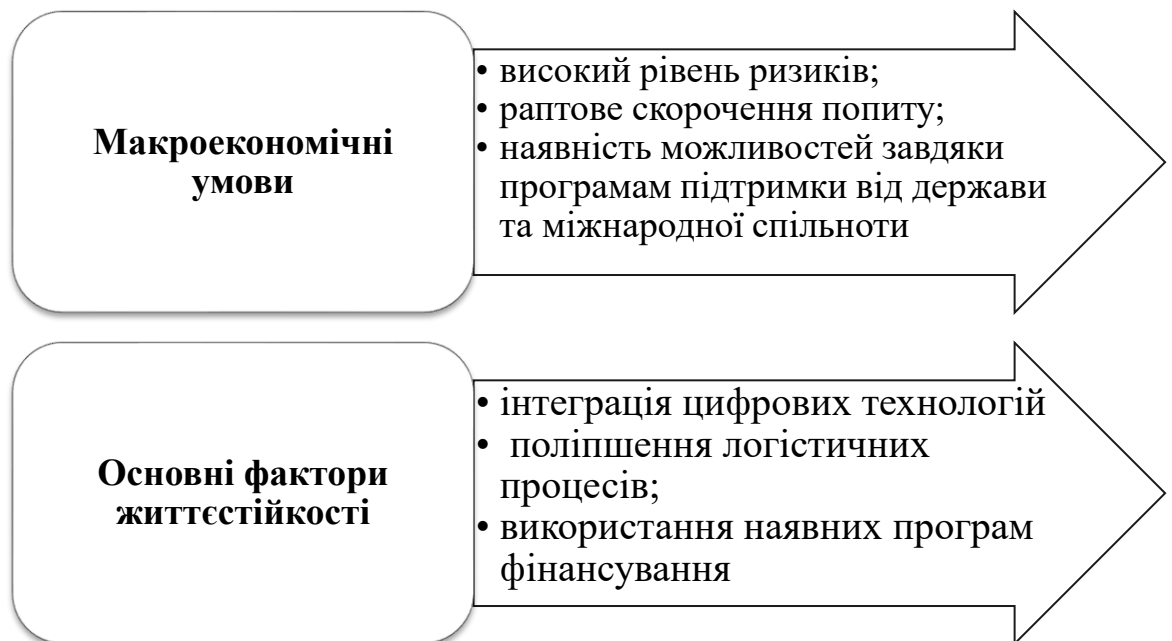 Макроекономічні
умови
• високий рівень ризиків;
• раптове скорочення попиту;
• наявність можливостей завдяки
програмам підтримки від держави
та міжнародної спільноти
Основні фактори
життєстійкості
• інтеграція цифрових технологій
• поліпшення логістичних
процесів;
• використання наявних програм
фінансування